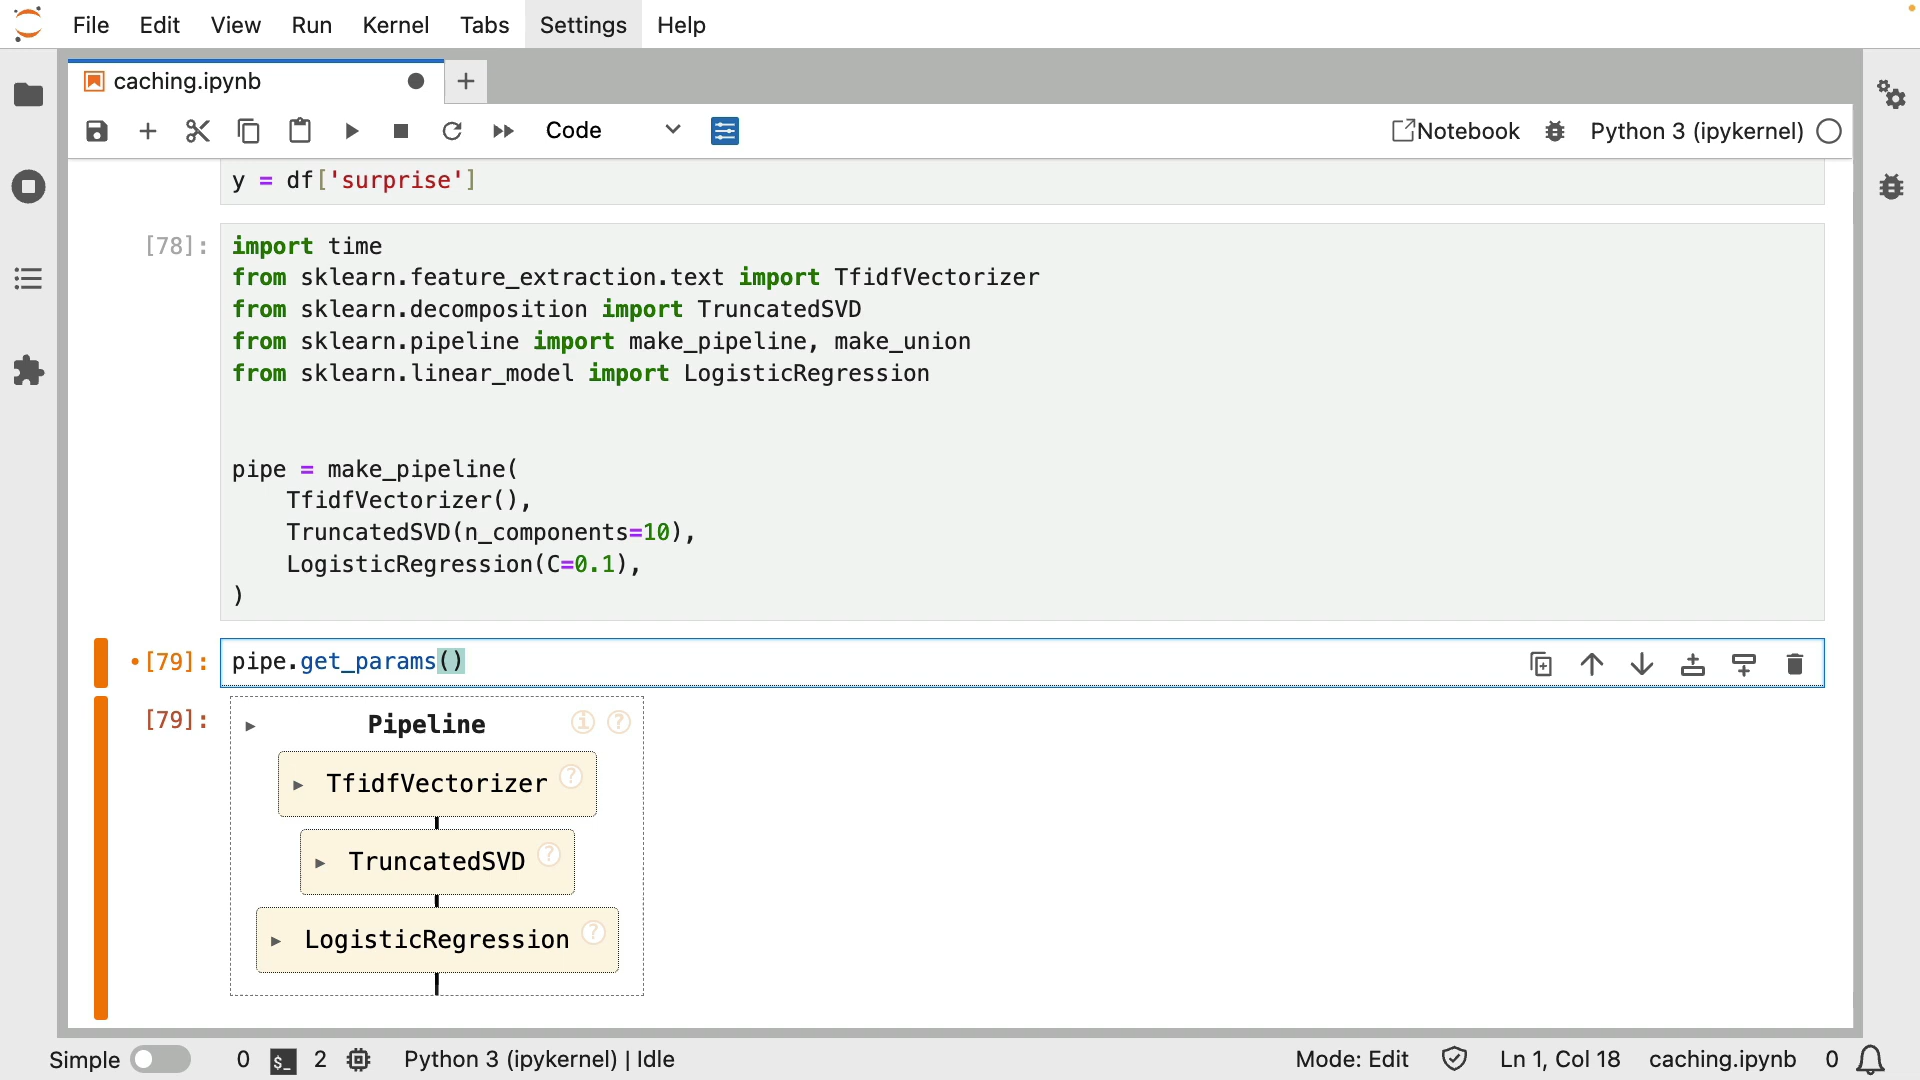 File Edit View Run Kernel Tabs Settings Help
caching.ipynb
Code
Notebook
Python 3 (ipykernel)
y = df['surprise']
[78]:
import time
from sklearn.feature_extraction.text import TfidfVectorizer
from sklearn.decomposition import TruncatedSVD
from sklearn.pipeline import make_pipeline, make_union
from sklearn.linear_model import LogisticRegression
pipe = make_pipeline(
    TfidfVectorizer(),
    TruncatedSVD(n_components=10),
    LogisticRegression(C=0.1),
)
[79]:
pipe.get_params()
[79]:
Pipeline
TfidfVectorizer
TruncatedSVD
LogisticRegression
Simple 0 $_ 2 Python 3 (ipykernel) | Idle Mode: Edit Ln 1, Col 18 caching.ipynb 0